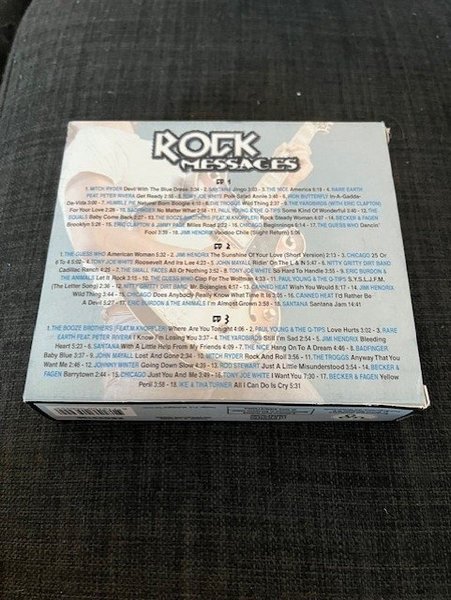 ROCK
MESSAGES
CD 1
1. MITCH RYDER Devil With The Blue Dress 3:34 - 2. SANTANA Jingo 3:03 - 3. THE NICE America 6:19 - 4. RARE EARTH
FEAT PETER RIVERA Get Ready 2:58 - 5. TONY JOE WHITE Polk Salad Annie 3:40 - 6. IRON BUTTERFLY In-A-Gadda-
Da-Vida 3:00 - 7. HUMBLE PIE Natural Born Boogie 4:10 - 8. THE TROGGS Wild Thing 2:37 - 9. THE YARDBIRDS (WITH ERIC CLAPTON)
For Your Love 2:28 - 10. BADFINGER No Matter What 2:18 - 11. PAUL YOUNG & THE Q-TIPS Some Kind Of Wonderful 3:40 - 12. THE
EQUALS Baby Come Back 2:21 - 13. THE BOOZE BROTHERS (FEAT.M.KNOPFLER) Rock Steady Woman 4:07 - 14. BECKER & FAGEN
Brooklyn 3:28 - 15. ERIC CLAPTON & JIMMY PAGE Miles Road 2:23 - 16. CHICAGO Beginnings 6:14 - 17. THE GUESS WHO Dancin'
Fool 3:39 - 18. JIMI HENDRIX Voodoo Chile (Slight Return) 5:06
CD 2
1. THE GUESS WHO American Woman 5:32 - 2. JIMI HENDRIX The Sunshine Of Your Love (Short Version) 2:13 - 3. CHICAGO 25 Or
6 To 4 5:02 - 4. TONY JOE WHITE Roosevelt And Ira Lee 4:23 - 5. JOHN MAYALL Ridin' On The L & N 5:47 - 6. NITTY GRITTY DIRT BAND
Cadillac Ranch 4:25 - 7. THE SMALL FACES All Or Nothing 3:52 - 8. TONY JOE WHITE So Hard To Handle 3:55 - 9. ERIC BURDON &
THE ANIMALS Let It Rock - 10. THE GUESS WHO Clap For The Wolfman 4:33 - 11. PAUL YOUNG & THE Q-TIPS S.Y.S.L.J.F.M.
(The Letter Song) 2:36 - 12. NITTY GRITTY DIRT BAND Mr. Bojangles 4:17 - 13. CANNED HEAT Wish You Would 8:17 - 14. JIMI HENDRIX
Wild Thing 3:44 - 15. CHICAGO Does Anybody Really Know What Time It Is 3:05 - 16. CANNED HEAT I'd Rather Be
A Devil 5:27 - 17. ERIC BURDON & THE ANIMALS I'm Almost Grown 3:58 - 18. SANTANA Santana Jam 14:41
CD 3
1. THE BOOZE BROTHERS (FEAT.M.KNOPFLER) Where Are You Tonight 4:06 - 2. PAUL YOUNG & THE Q-TIPS Love Hurts 3:02 - 3. RARE
EARTH FEAT PETER RIVERA I Know I'm Losing You 3:37 - 4. THE YARDBIRDS Still I'm Sad 2:54 - 5. JIMI HENDRIX Bleeding
Heart 5:23 - 6. SANTANA With A Little Help From My Friends 4:09 - 7. THE NICE Hang On To A Dream 4:46 - 8. BADFINGER
Baby Blue 3:37 - 9. JOHN MAYALL Lost And Gone 2:34 - 10. MITCH RYDER Rock And Roll 3:56 - 11. THE TROGGS Anyway That You
Want Me 2:46 - 12. JOHNNY WINTER Going Down Slow 4:39 - 13. ROD STEWART Just a Little Misunderstood 3:54 - 14. BECKER &
FAGEN Barrytown 2:44 - 15. CHICAGO Just You And Me 3:49 - 16. TONY JOE WHITE I Want You 7:30 - 17. BECKER & FAGEN Yellow
Peril 3:58 - 18. IKE & TINA TURNER All I Can Do Is Cry 5:31